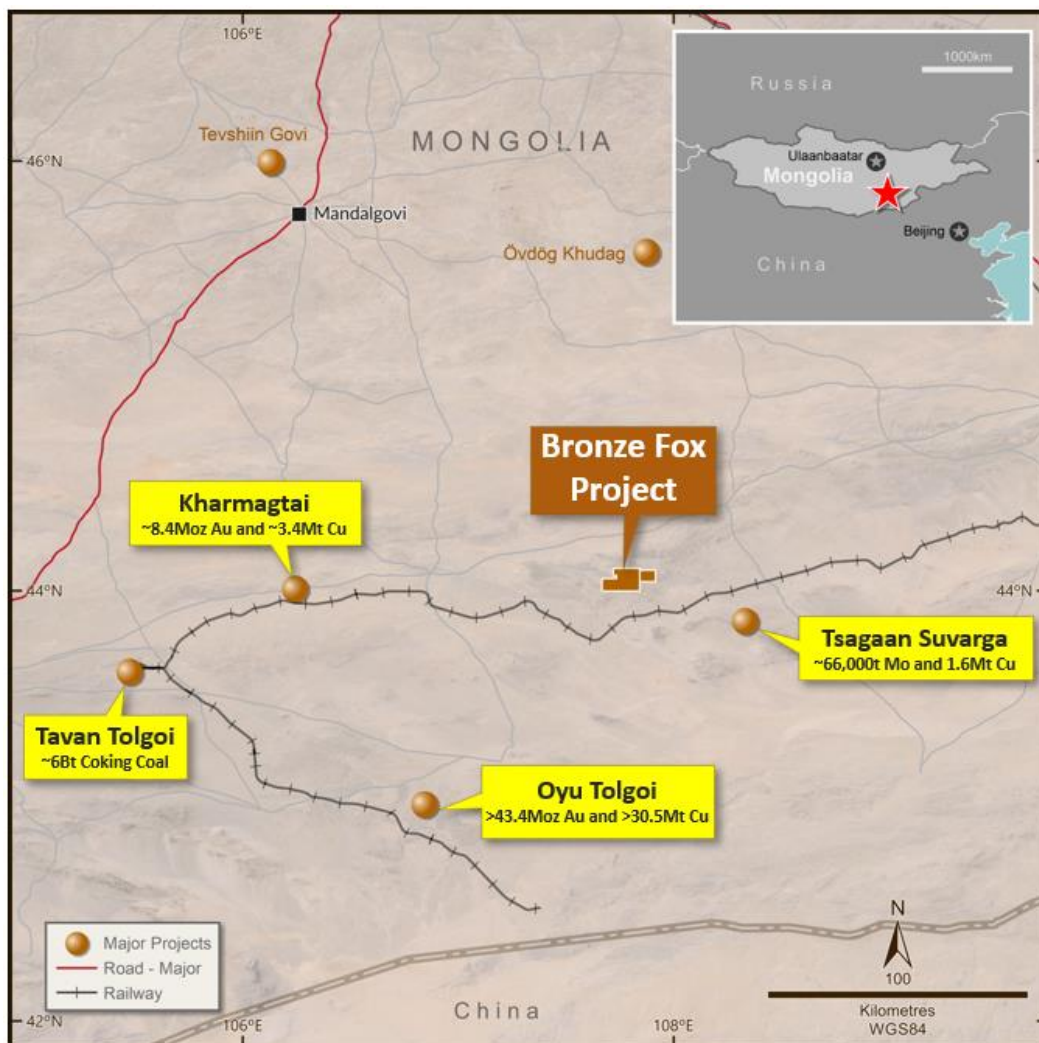 106°E
1000km
Russia
Tevshiin Govi
MONGOLIA
46°N
Ulaanbaatar
Mongolia
Mandalgovi
Beijing
Övdög Khudag
China
Bronze Fox
Project
Kharmagtai
~8.4Moz Au and ~3.4Mt Cu
44°N
44°N
Tsagaan Suvarga
~66,000t Mo and 1.6Mt Cu
Tavan Tolgoi
~6Bt Coking Coal
Oyu Tolgoi
>43.4Moz Au and >30.5Mt Cu
N
Major Projects
Road - Major
Railway
100
Kilometres
WGS84
China
42°N
106°E
108°E